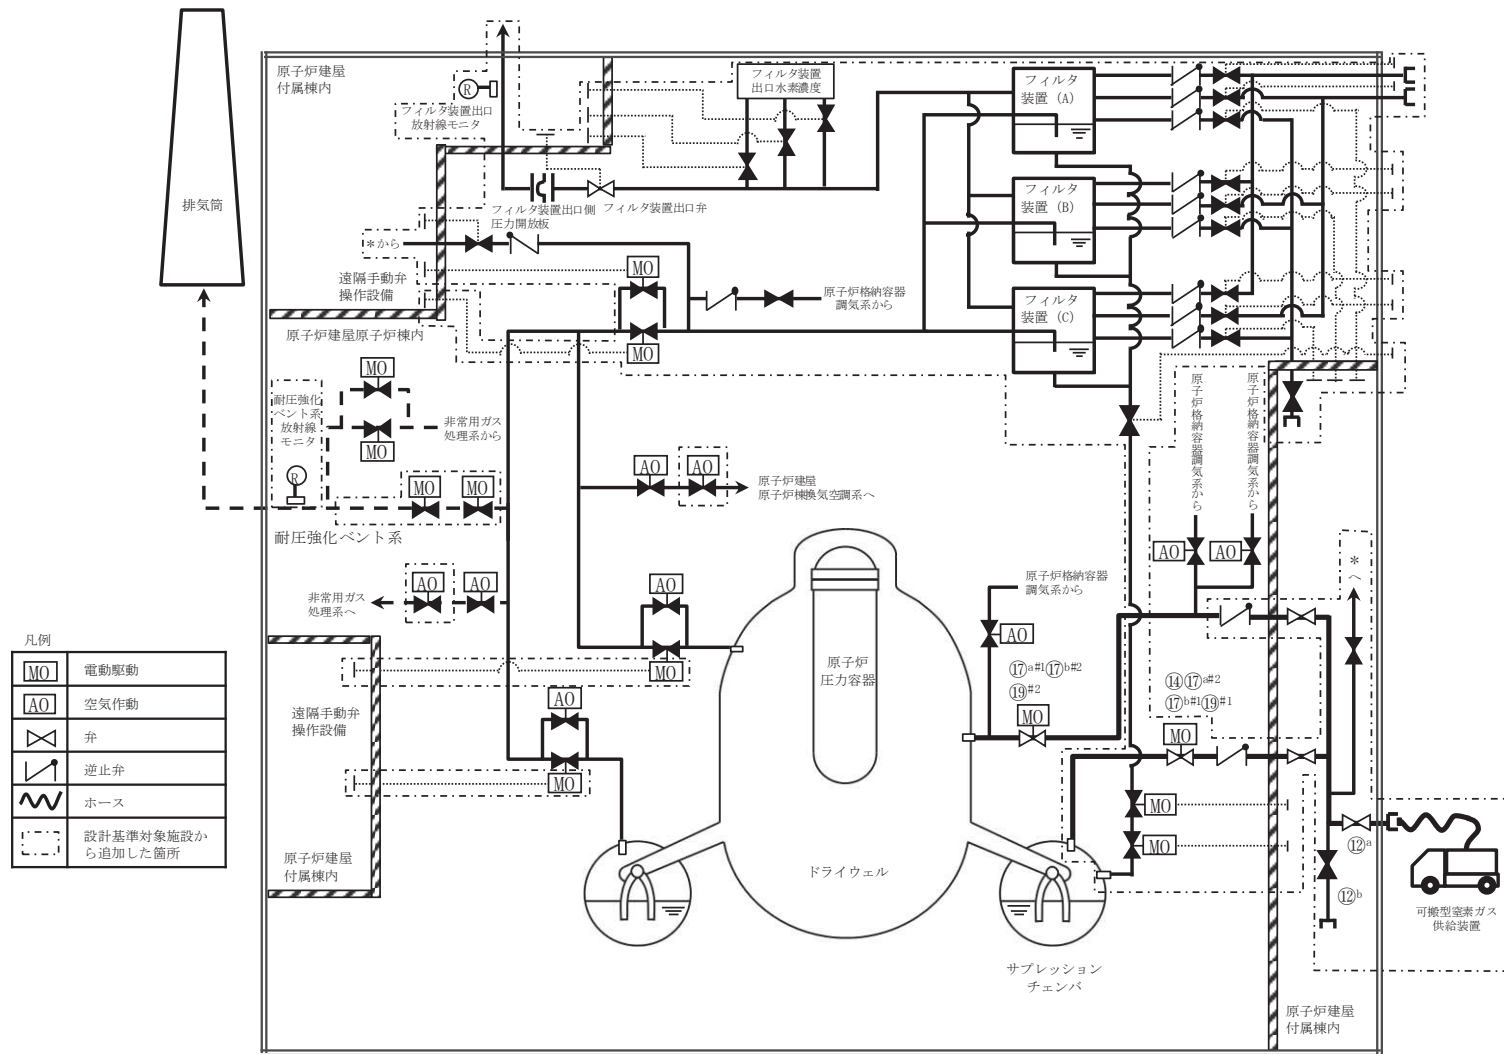 原子炉建屋
付属棟内
R
フィルタ装置出口
放射線モニタ
フィルタ装置
出口水素濃度
フィルタ
装置（A）
排気筒
フィルタ装置出口側
圧力開放板
フィルタ装置出口弁
フィルタ
装置（B）
＊から
遠隔手動弁
操作設備
MO
原子炉格納容器
調気系から
フィルタ
装置（C）
原子炉建屋原子炉棟内
MO
MO
耐圧強化
ベント系
放射線
モニタ
R
MO
非常用ガス
処理系から
原子炉格納容器調気系から
原子炉格納容器調気系から
AO
AO
原子炉建屋
原子炉棟換気空調系へ
MO
MO
耐圧強化ベント系
AO
AO
＊へ
AO
AO
非常用ガス
処理系へ
AO
原子炉格納容器
調気系から
AO
凡例
MO
電動駆動
AO
空気作動
弁
逆止弁
ホース
設計基準対象施設か
ら追加した箇所
MO
原子炉
圧力容器
⑰a#1⑰b#2
⑲#2
MO
⑭⑰a#2
⑰b#1⑲#1
MO
遠隔手動弁
操作設備
AO
MO
MO
MO
⑫a
原子炉建屋
付属棟内
ドライウェル
⑫b
可搬型窒素ガス
供給装置
サプレッション
チェンバ
原子炉建屋
付属棟内